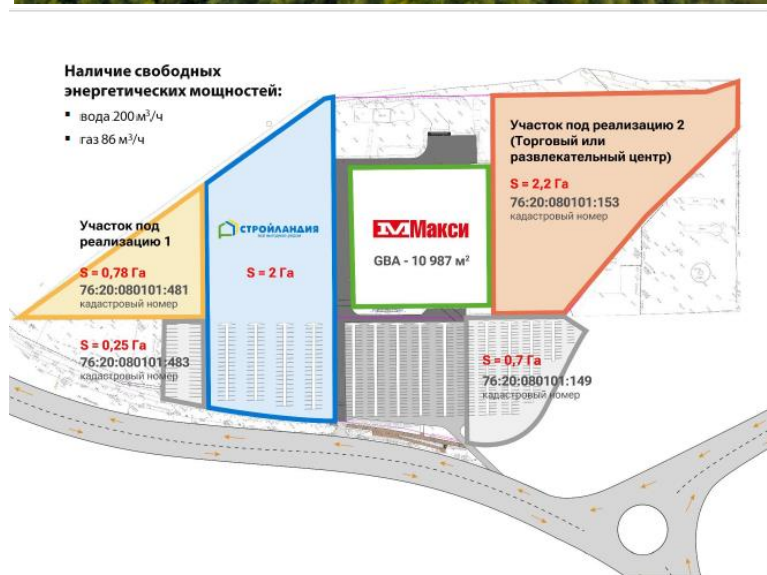 Наличие свободных
энергетических мощностей:
▪ вода 200 м³/ч
▪ газ 86 м³/ч
Участок под
реализацию 1
S = 0,78 Га
76:20:080101:481
кадастровый номер
S = 0,25 Га
76:20:080101:483
кадастровый номер
СТРОЙЛАНДИЯ
S = 2 Га
Макси
GBA - 10 987 м²
Участок под реализацию 2
(Торговый или
развлекательный центр)
S = 2,2 Га
76:20:080101:153
кадастровый номер
S = 0,7 Га
76:20:080101:149
кадастровый номер